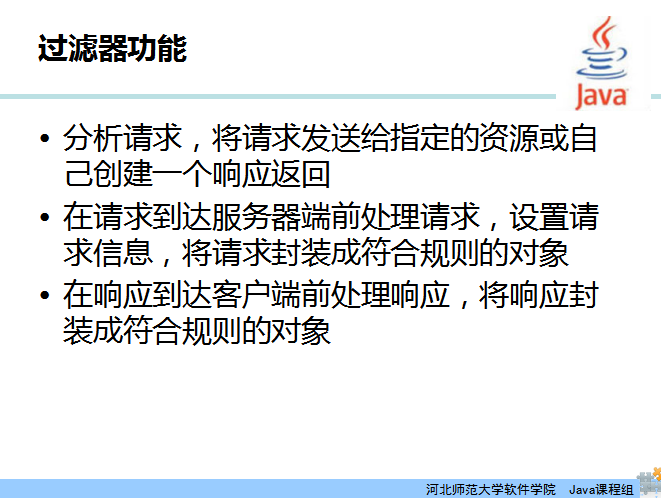 过滤器功能
Java
• 分析请求，将请求发送给指定的资源或自
己创建一个响应返回
• 在请求到达服务器端前处理请求，设置请
求信息，将请求封装成符合规则的对象
• 在响应到达客户端前处理响应，将响应封
装成符合规则的对象
河北师范大学软件学院 Java课程组